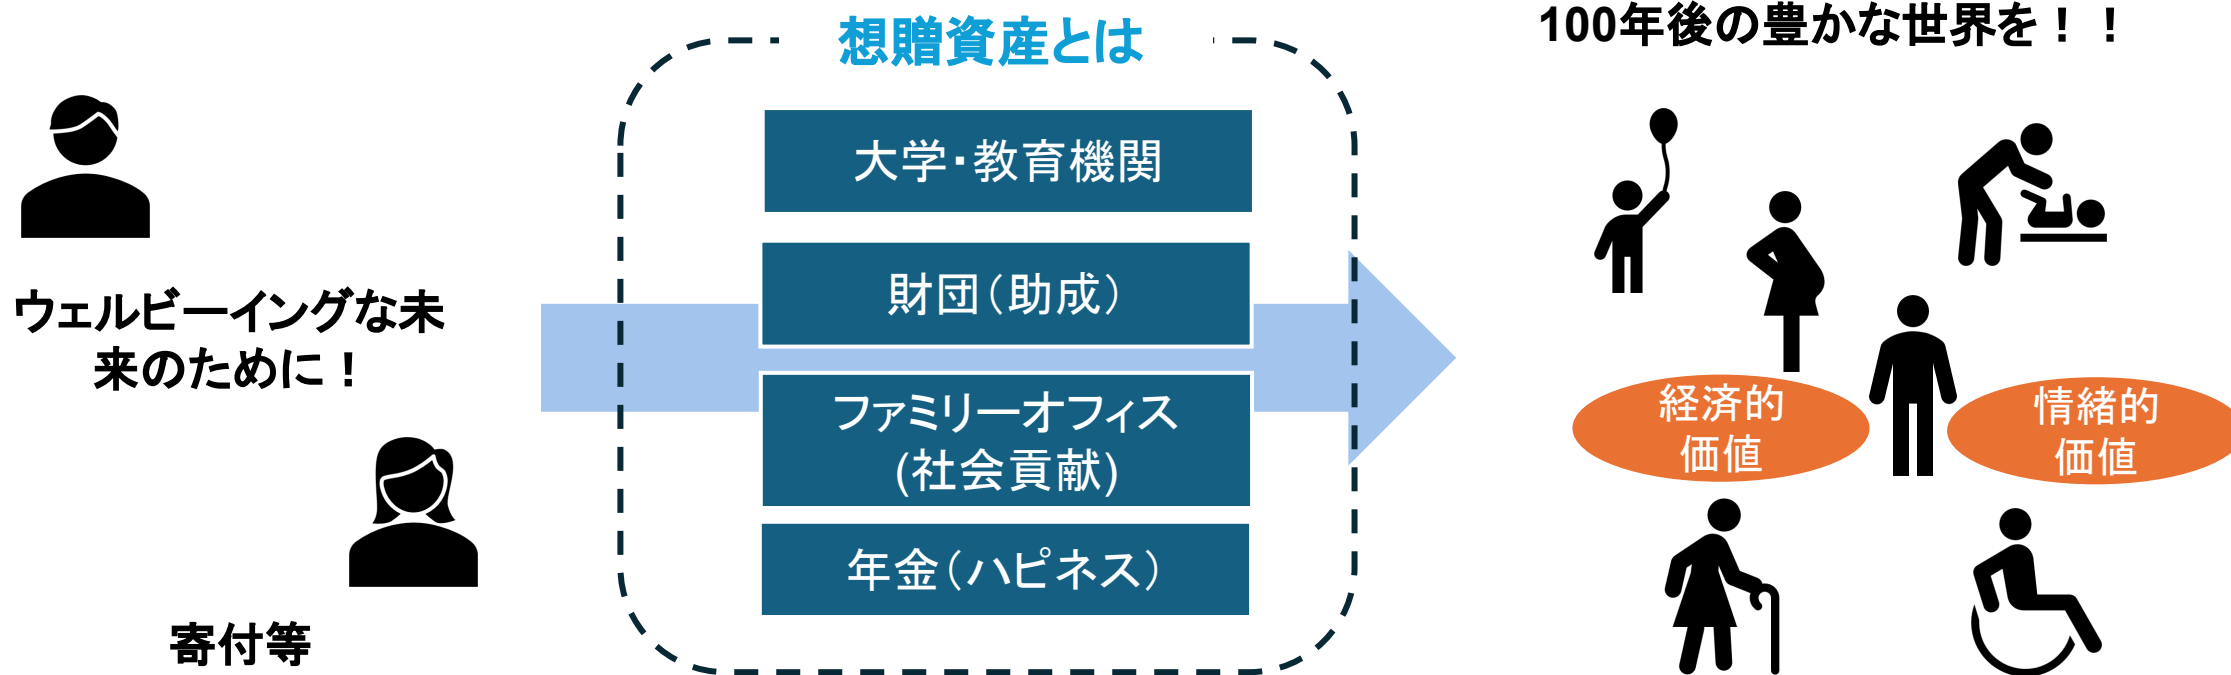 想贈資産とは
100年後の豊かな世界を！！
大学・教育機関
財団（助成）
ウェルビーイングな未
来のために！
ファミリーオフィス
(社会貢献)
経済的
価値
情緒的
価値
年金（ハピネス）
寄付等